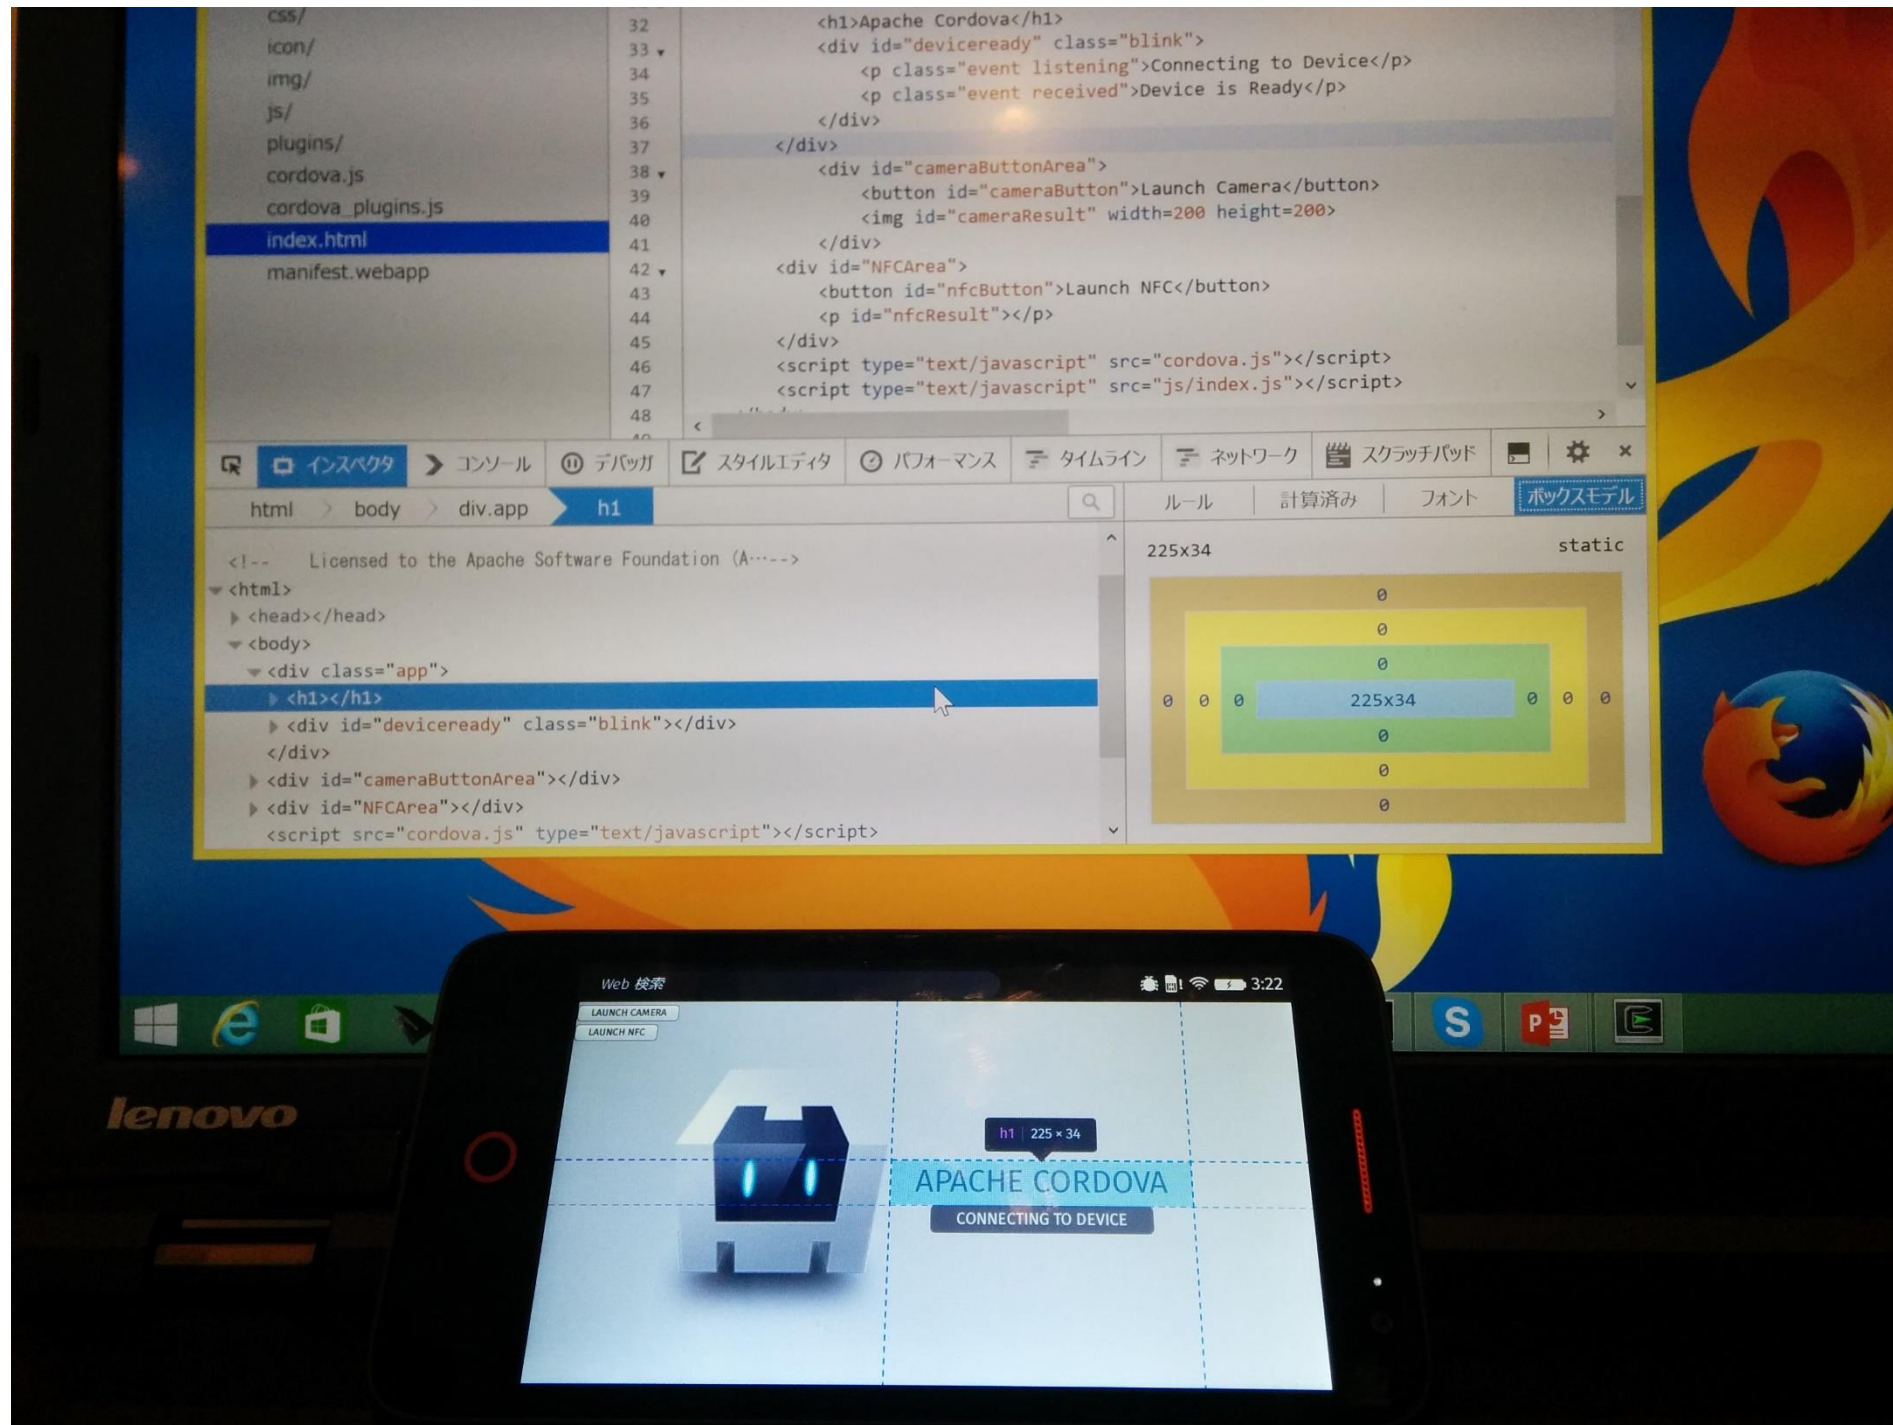 css/
icon/
img/
js/
plugins/
cordova.js
cordova_plugins.js
index.html
manifest.webapp
32 <h1>Apache Cordova</h1>
33 <div id="deviceready" class="blink">
34 <p class="event listening">Connecting to Device</p>
35 <p class="event received">Device is Ready</p>
36 </div>
37 </div>
38 <div id="cameraButtonArea">
39 <button id="cameraButton">Launch Camera</button>
40 <img id="cameraResult" width=200 height=200>
41 </div>
42 <div id="NFCArea">
43 <button id="nfcButton">Launch NFC</button>
44 <p id="nfcResult"></p>
45 </div>
46 <script type="text/javascript" src="cordova.js"></script>
47 <script type="text/javascript" src="js/index.js"></script>
48
インスペクタ コンソール デバッガ スタイルエディタ パフォーマンス タイムライン ネットワーク スクラッチパッド
html body div.app h1
ルール 計算済み フォント ボックスモデル
<!-- Licensed to the Apache Software Foundation (A···-->
<html>
<head></head>
<body>
<div class="app">
<h1></h1>
<div id="deviceready" class="blink"></div>
</div>
<div id="cameraButtonArea"></div>
<div id="NFCArea"></div>
<script src="cordova.js" type="text/javascript"></script>
225x34 static
0
0
0
0 0 0 225x34 0 0 0
0
0
0
lenovo
Web 検索 3:22
LAUNCH CAMERA
LAUNCH NFC
h1 225 × 34
APACHE CORDOVA
CONNECTING TO DEVICE